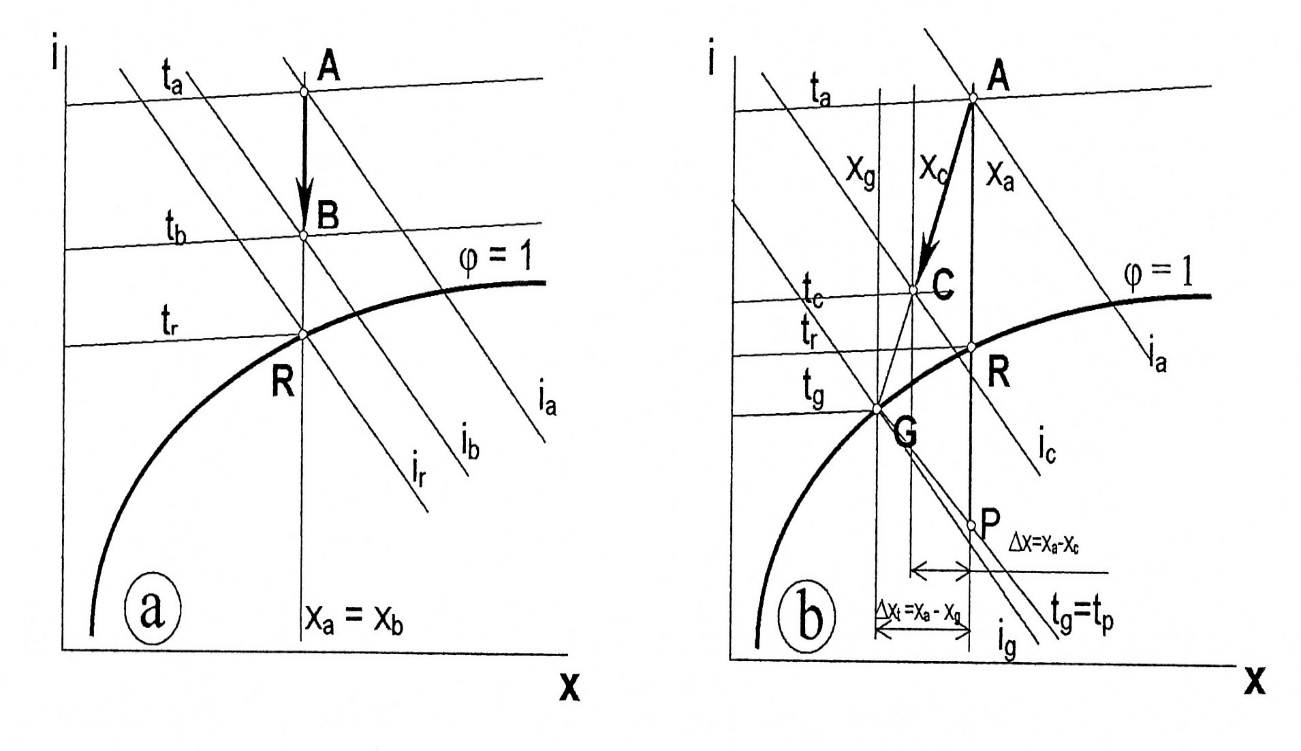 i
t_a
A
t_b
B
φ = 1
t_r
R
i_a
i_b
i_r
a
x_a = x_b
x
i
t_a
A
x_g
x_c
x_a
t_c
C
φ = 1
t_r
R
i_a
t_g
G
i_c
P
Δx=x_a-x_c
Δx_t=x_a - x_g
t_g=t_p
i_g
b
x